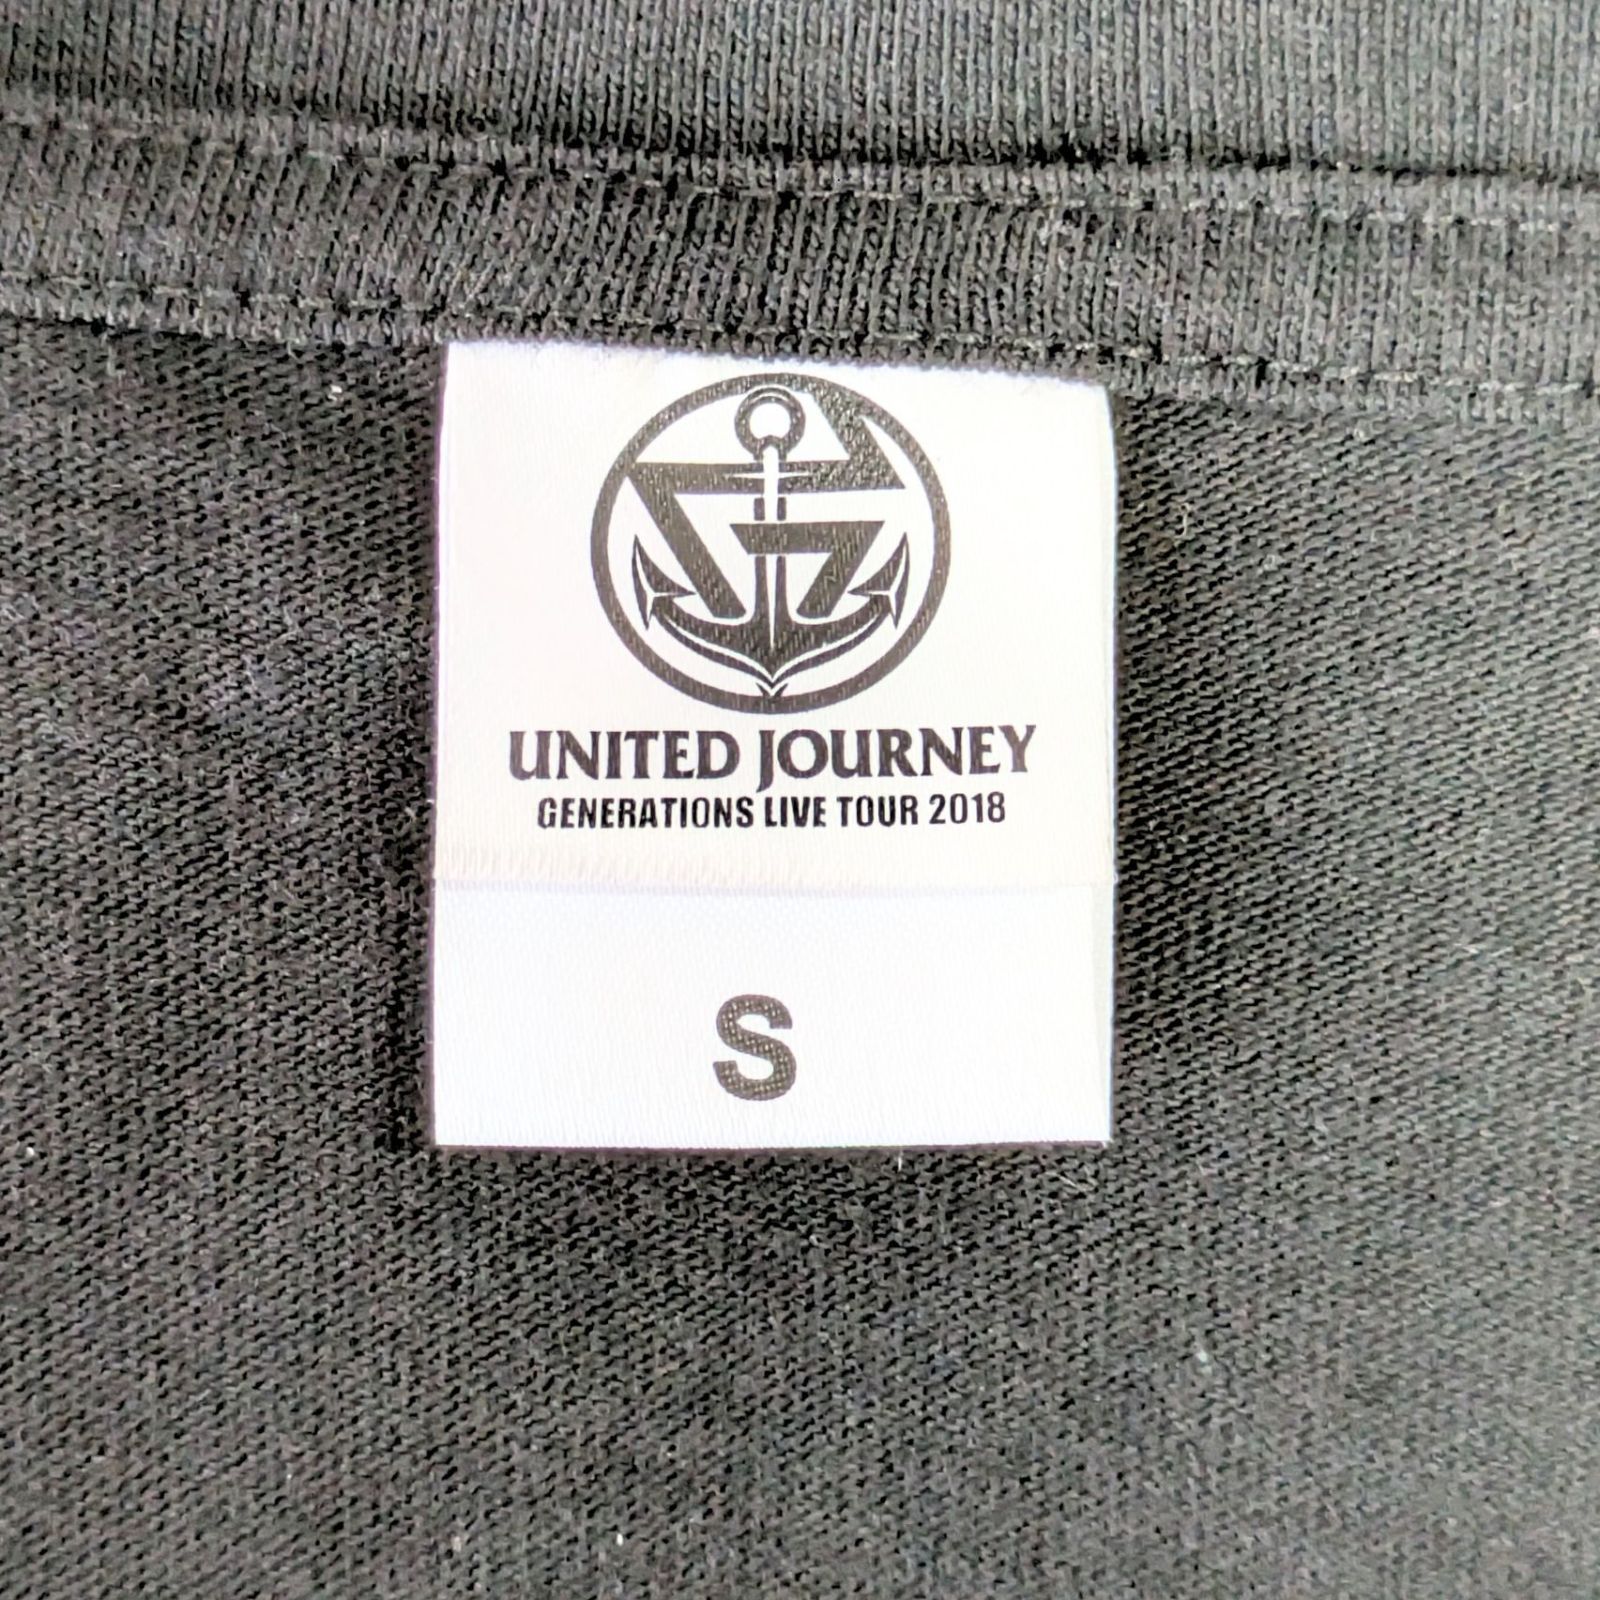 UNITED JOURNEY
GENERATIONS LIVE TOUR 2018
S